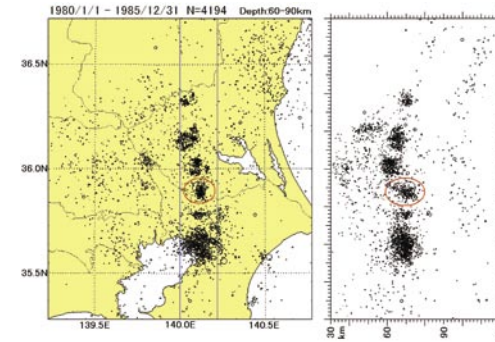 1980/1/1 - 1985/12/31 N=4194 Depth:60-90km
36.5N
36.0N
35.5N
139.5E
140.0E
140.5E
30
60
90
km